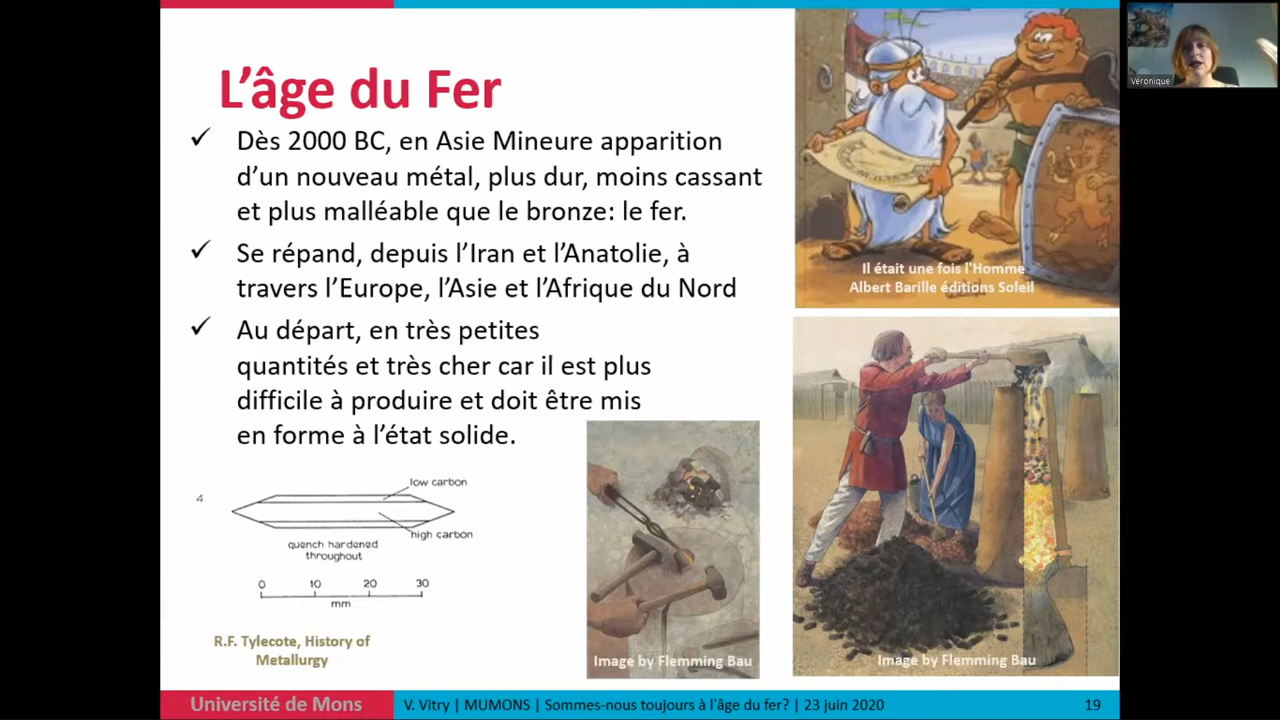 L'âge du Fer
✓ Dès 2000 BC, en Asie Mineure apparition
d'un nouveau métal, plus dur, moins cassant
et plus malléable que le bronze: le fer.
✓ Se répand, depuis l'Iran et l'Anatolie, à
travers l'Europe, l'Asie et l'Afrique du Nord
✓ Au départ, en très petites
quantités et très cher car il est plus
difficile à produire et doit être mis
en forme à l'état solide.
4
low carbon
high carbon
quench hardened
throughout
0 10 20 30
mm
R.F. Tylecote, History of
Metallurgy
Image by Flemming Bau
Il était une fois l'Homme
Albert Barille éditions Soleil
Image by Flemming Bau
Véronique
Université de Mons
V. Vitry | MUMONS | Sommes-nous toujours à l'âge du fer? | 23 juin 2020
19